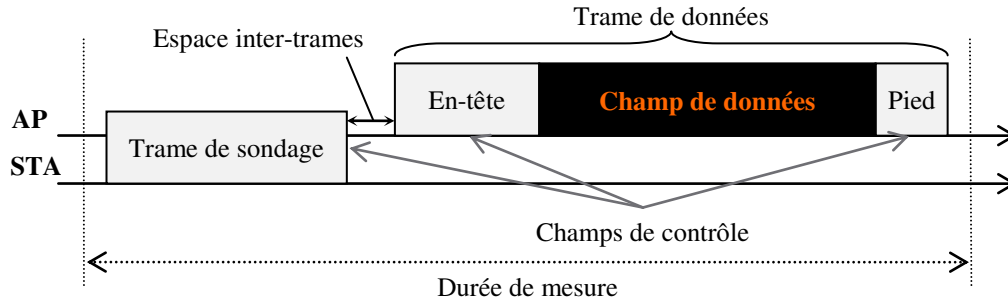 Trame de données
Espace inter-trames
En-tête
Champ de données
Pied
AP
Trame de sondage
STA
Champs de contrôle
Durée de mesure